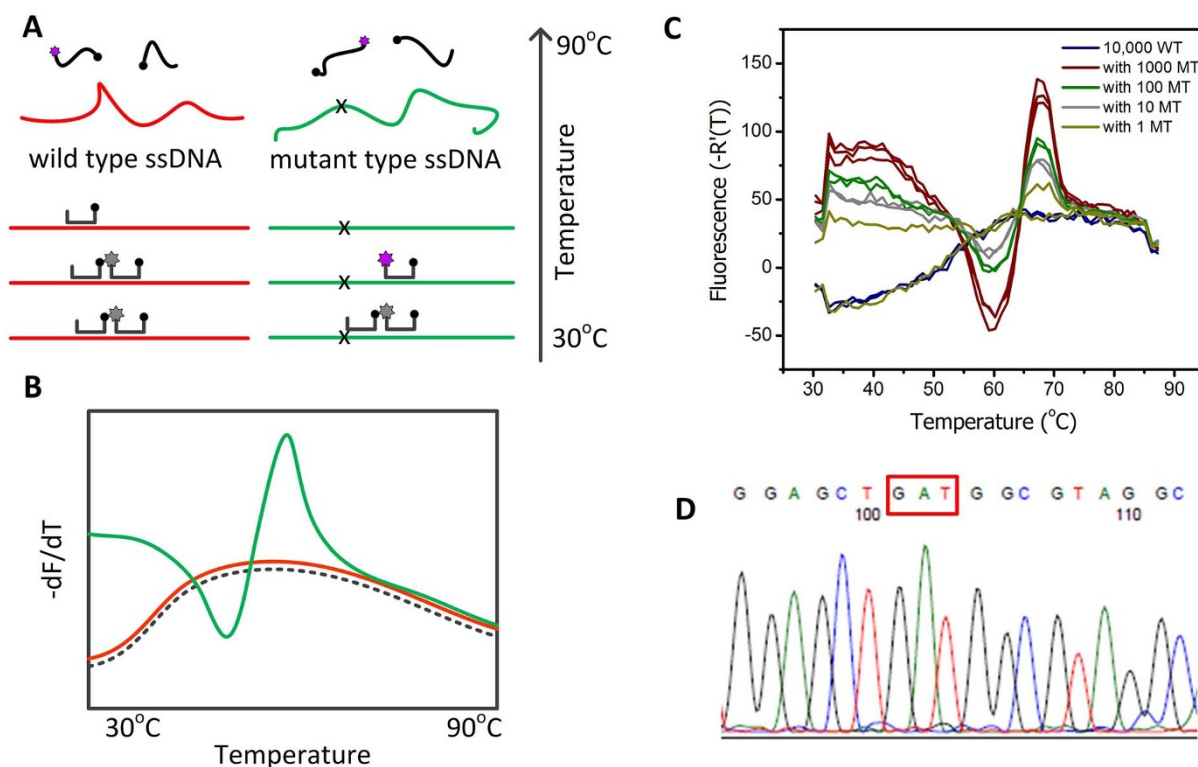 A
wild type ssDNA
mutant type ssDNA
X
X
X
X
90°C
Temperature
30°C
B
-dF/dT
30°C
90°C
Temperature
C
Fluorescence (-R'(T))
150
100
50
0
-50
10,000 WT
with 1000 MT
with 100 MT
with 10 MT
with 1 MT
30 40 50 60 70 80 90
Temperature (°C)
D
G G A G C T G A T G G C G T A G G C
100 110